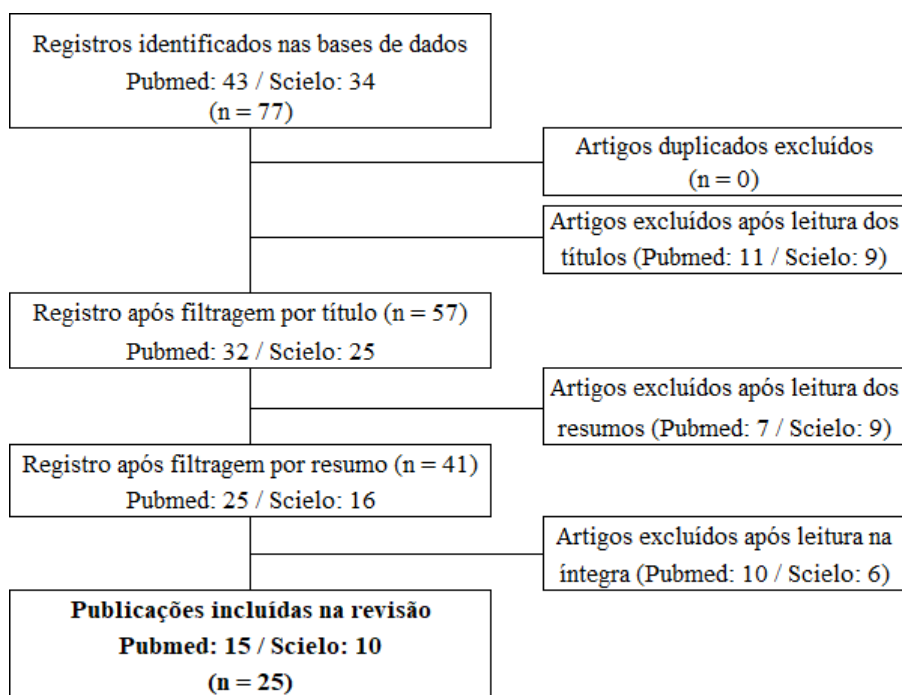 Registros identificados nas bases de dados
Pubmed: 43 / Scielo: 34
(n = 77)
Artigos duplicados excluídos
(n = 0)
Artigos excluídos após leitura dos
títulos (Pubmed: 11 / Scielo: 9)
Registro após filtragem por título (n = 57)
Pubmed: 32 / Scielo: 25
Artigos excluídos após leitura dos
resumos (Pubmed: 7 / Scielo: 9)
Registro após filtragem por resumo (n = 41)
Pubmed: 25 / Scielo: 16
Artigos excluídos após leitura na
íntegra (Pubmed: 10 / Scielo: 6)
Publicações incluídas na revisão
Pubmed: 15 / Scielo: 10
(n = 25)